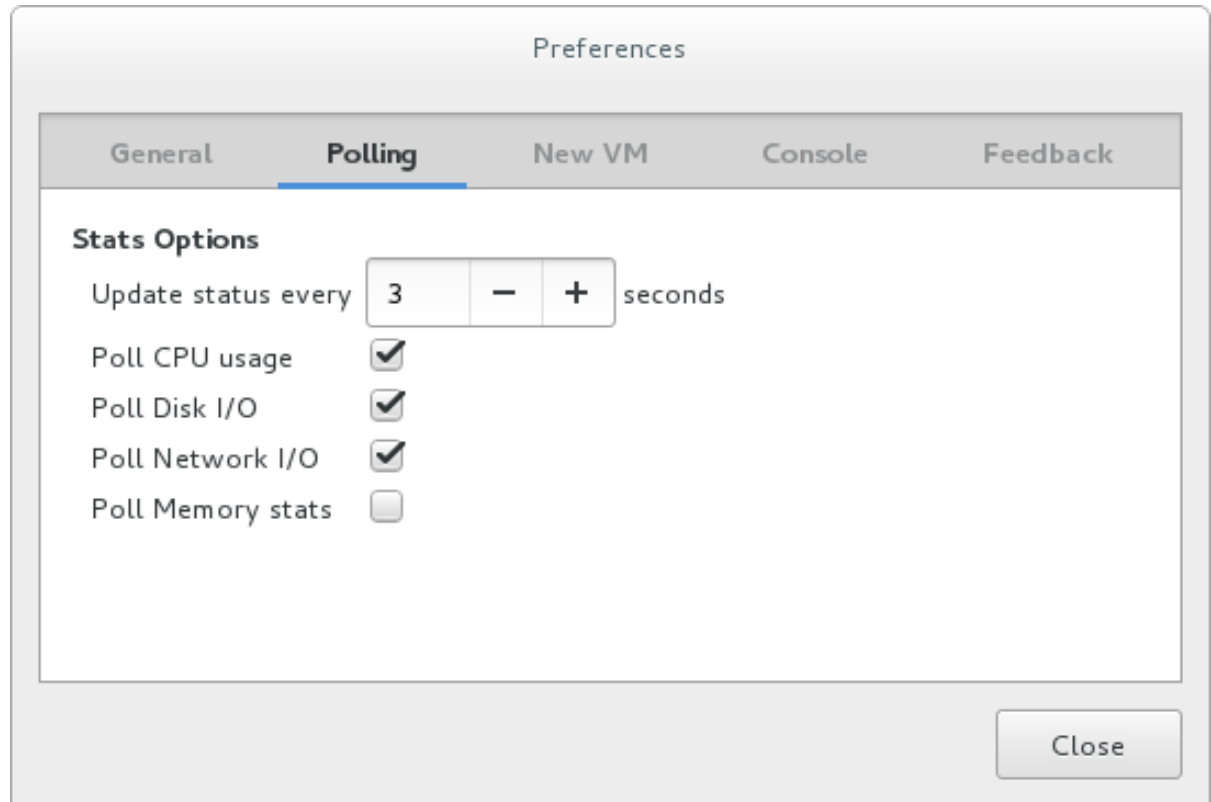 Preferences
General Polling New VM Console Feedback
Stats Options
Update status every 3 − + seconds
Poll CPU usage
Poll Disk I/O
Poll Network I/O
Poll Memory stats
Close